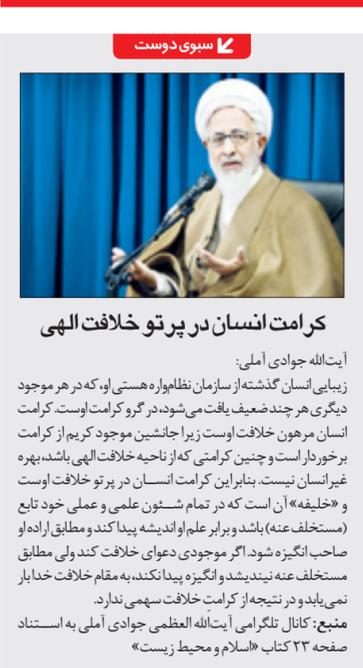 سبوی دوست
کرامت انسان در پرتو خلافت الهی
آیت‌الله جوادی آملی:
زیبایی انسان گذشته از سازمان نظام‌واره هستی او، که در هر موجود
دیگری هر چند ضعیف یافت می‌شود، در گرو کرامت اوست. کرامت
انسان مرهون خلافت اوست زیرا جانشین موجود کریم از کرامت
برخوردار است و چنین کرامتی که از ناحیه خلافت الهی باشد، بهره
غیرانسان نیست. بنابراین کرامت انسان در پرتو خلافت اوست
و «خلیفه» آن است که در تمام شئون علمی و عملی خود تابع
(مستخلف عنه) باشد و برابر علم او اندیشه پیدا کند و مطابق اراده او
صاحب انگیزه شود. اگر موجودی دعوای خلافت کند ولی مطابق
مستخلف عنه نیندیشد و انگیزه پیدا نکند، به مقام خلافت خدا بار
نمی‌یابد و در نتیجه از کرامتِ خلافت سهمی ندارد.
منبع: کانال تلگرامی آیت‌الله العظمی جوادی آملی به استناد
صفحه ۲۳ کتاب «اسلام و محیط زیست»